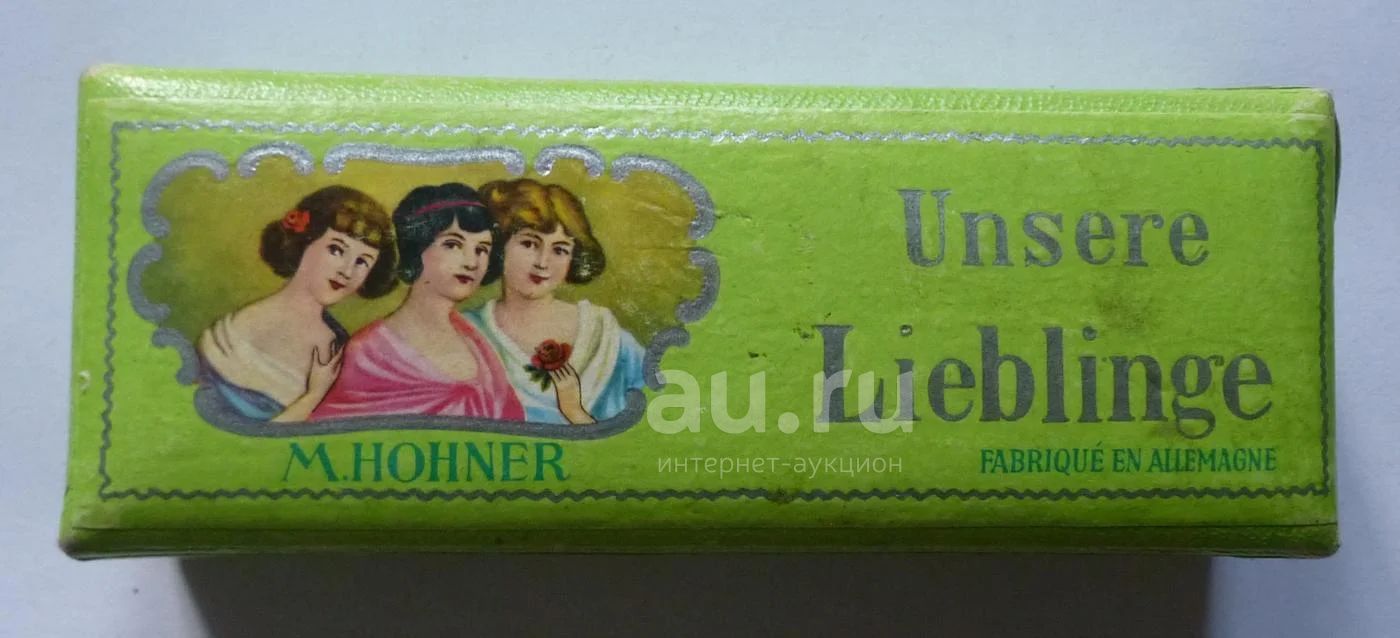 Unsere
Lieblinge
M.HOHNER
FABRIQUÉ EN ALLEMAGNE
au.ru
интернет-аукцион